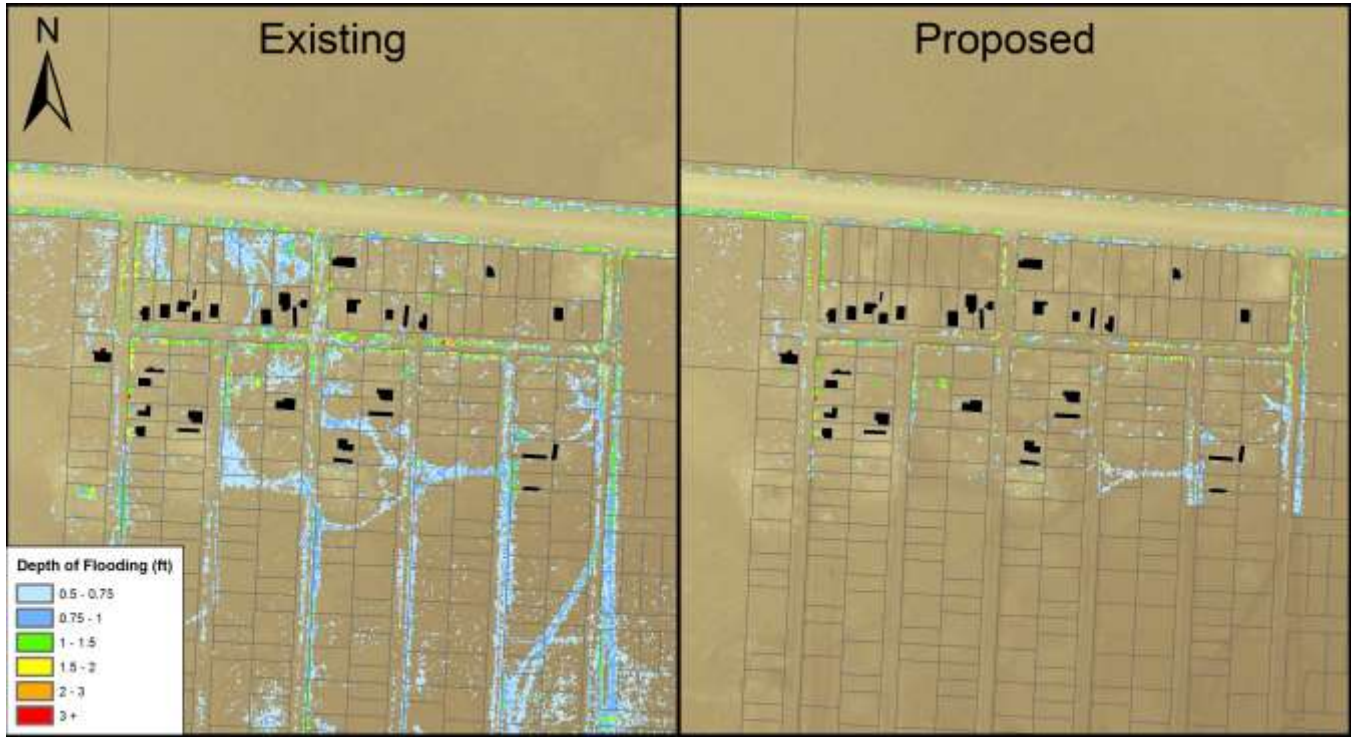 N
Existing
Proposed
Depth of Flooding (ft)
0.5 - 0.75
0.75 - 1
1 - 1.5
1.5 - 2
2 - 3
3 +